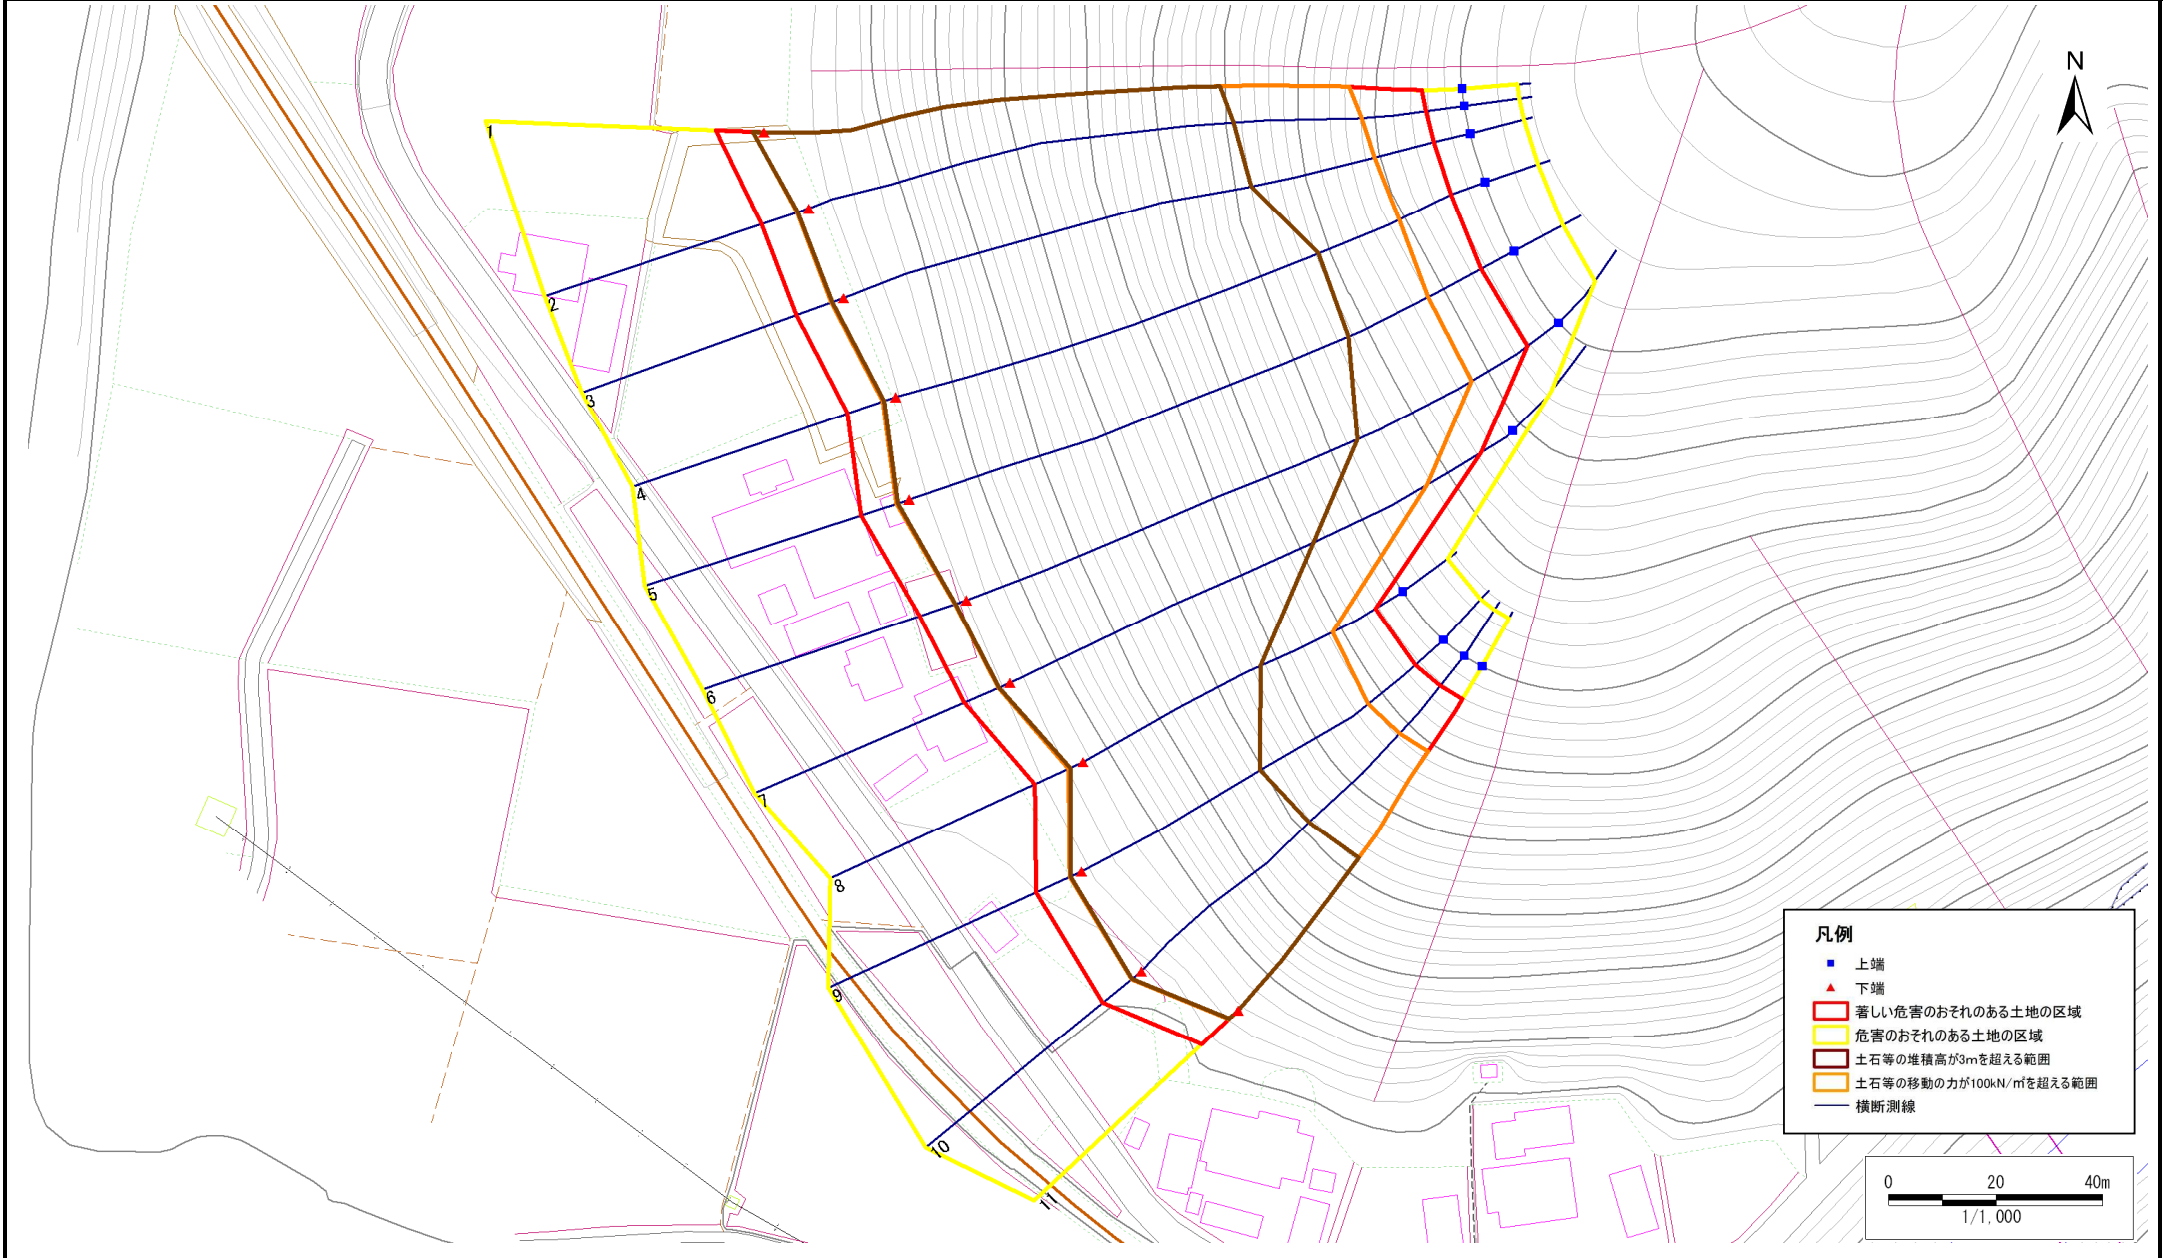 N
1
2
3
4
5
6
7
8
9
10
11
凡例
上端
下端
著しい危害のおそれのある土地の区域
危害のおそれのある土地の区域
土石等の堆積高が3mを超える範囲
土石等の移動の力が100kN/㎡を超える範囲
横断測線
0 20 40m
1/1,000